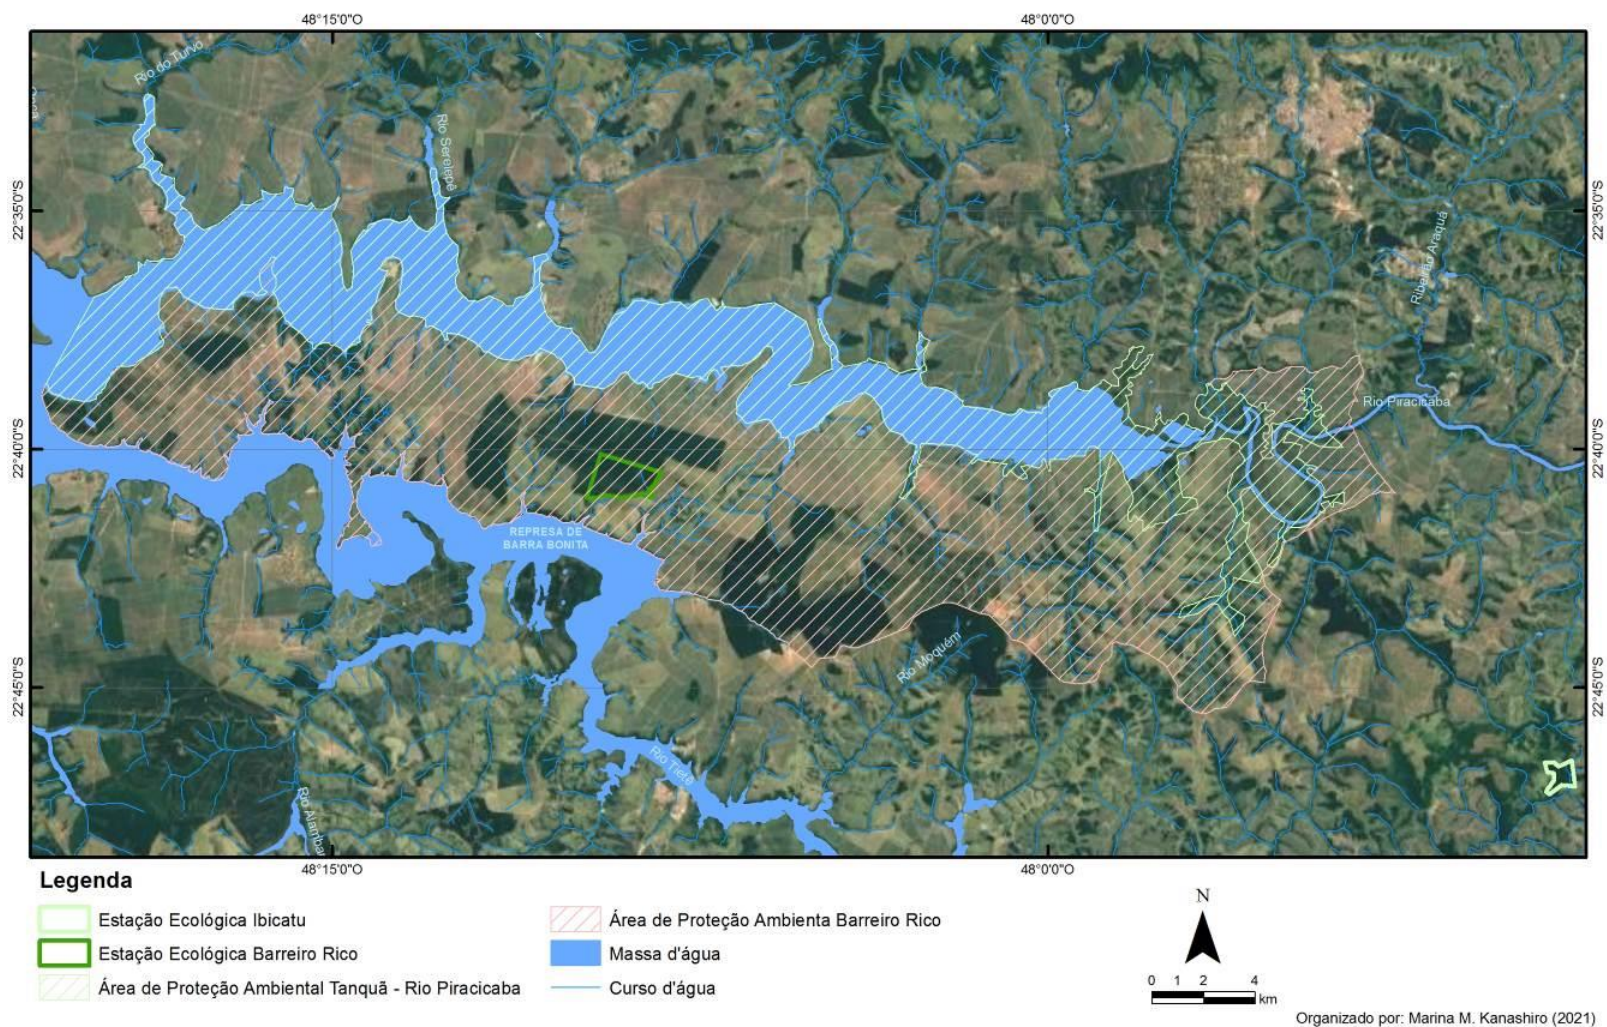 48°15'0"O
48°0'0"O
Rio do Turvo
Rio Serelepê
22°35'0"S
22°35'0"S
Ribeirão Araquá
Rio Piracicaba
22°40'0"S
22°40'0"S
REPRESA DE
BARRA BONITA
Rio Moquém
22°45'0"S
22°45'0"S
Rio Tietê
48°15'0"O
48°0'0"O
Legenda
Estação Ecológica Ibicatu
Estação Ecológica Barreiro Rico
Área de Proteção Ambiental Tanquã - Rio Piracicaba
Área de Proteção Ambienta Barreiro Rico
Massa d'água
Curso d'água
N
0 1 2 4
km
Organizado por: Marina M. Kanashiro (2021)